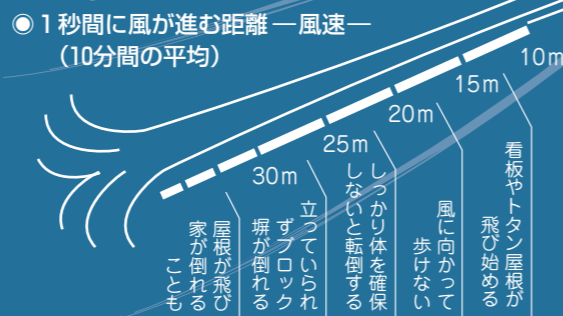 ◉１秒間に風が進む距離 ―風速―
（10分間の平均）
10m
15m
20m
25m
30m
看板やトタン屋根が
飛び始める
風に向かって
歩けない
しっかり体を確保
しないと転倒する
立っていられ
ずブロック
塀が倒れる
屋根が飛び
家が倒れる
ことも